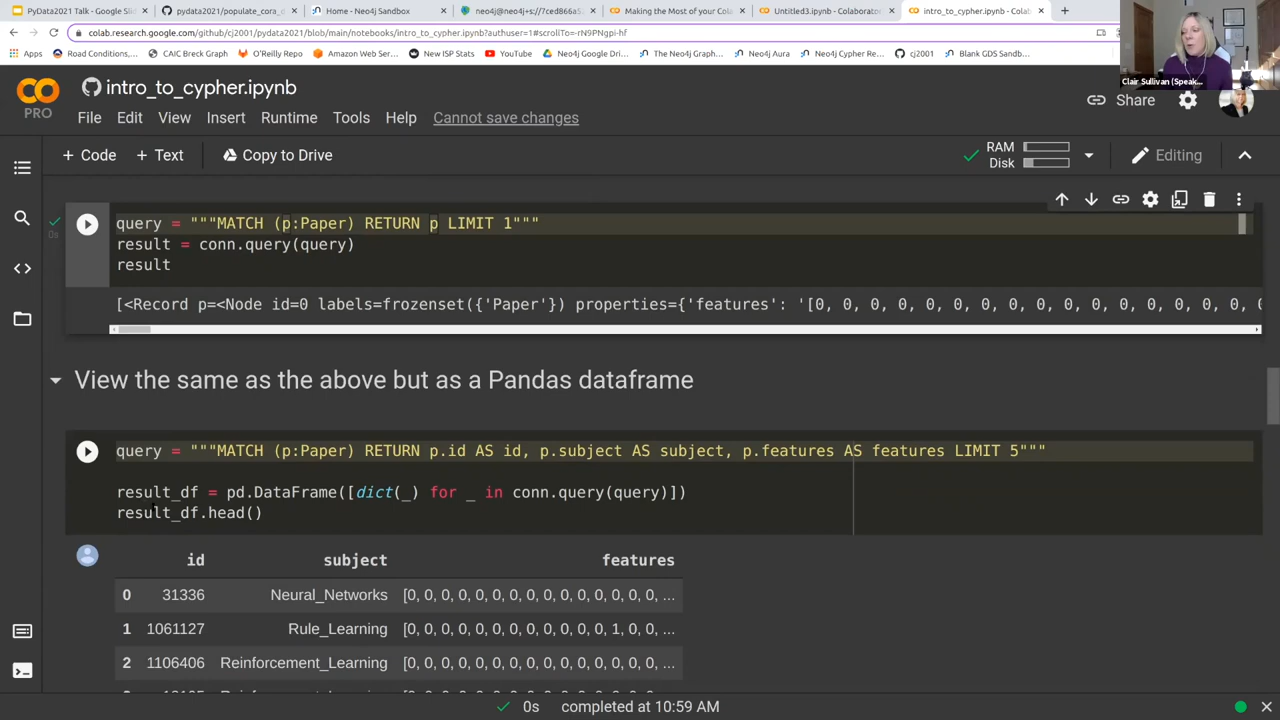 PyData2021 Talk - Google Slid
pydata2021/populate_cora_d
Home - Neo4j Sandbox
neo4j@neo4j+s://7ced866a5
Making the Most of your Cola
Untitled3.ipynb - Colaborator
intro_to_cypher.ipynb - Colab
colab.research.google.com/github/cj2001/pydata2021/blob/main/notebooks/intro_to_cypher.ipynb?authuser=1#scrollTo=-rN9PNgpi-hf
Apps
Road Conditions,...
CAIC Breck Graph
O'Reilly Repo
Amazon Web Servi...
New ISP Stats
YouTube
Neo4j Google Driv...
The Neo4j Graph...
Neo4j Aura
Neo4j Cypher Re...
cj2001
Blank GDS Sandb...
Clair Sullivan (Speak...
intro_to_cypher.ipynb
PRO
File Edit View Insert Runtime Tools Help Cannot save changes
Share
+ Code + Text Copy to Drive
RAM
Disk
Editing
query = """MATCH (p:Paper) RETURN p LIMIT 1"""
0s
result = conn.query(query)
result
[<Record p=<Node id=0 labels=frozenset({'Paper'}) properties={'features': '[0, 0, 0, 0, 0, 0, 0, 0, 0, 0, 0, 0, 0, 0, 0, 0, 0
View the same as the above but as a Pandas dataframe
query = """MATCH (p:Paper) RETURN p.id AS id, p.subject AS subject, p.features AS features LIMIT 5"""
result_df = pd.DataFrame([dict(_) for _ in conn.query(query)])
result_df.head()
id subject features
0 31336 Neural_Networks [0, 0, 0, 0, 0, 0, 0, 0, 0, 0, 0, 0, 0, 0, 0, ...
1 1061127 Rule_Learning [0, 0, 0, 0, 0, 0, 0, 0, 0, 0, 0, 0, 1, 0, 0, ...
2 1106406 Reinforcement_Learning [0, 0, 0, 0, 0, 0, 0, 0, 0, 0, 0, 0, 0, 0, 0, ...
0s completed at 10:59 AM